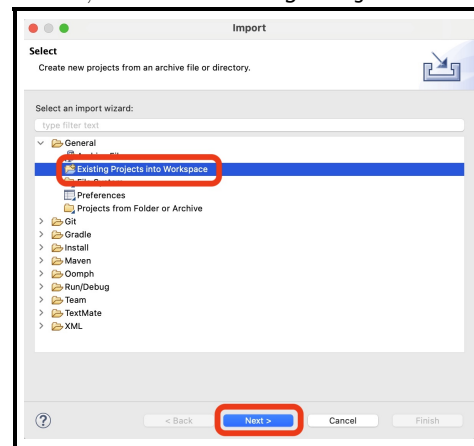 Import
Select
Create new projects from an archive file or directory.
Select an import wizard:
type filter text
General
Existing Projects into Workspace
Preferences
Projects from Folder or Archive
Git
Gradle
Install
Maven
Oomph
Run/Debug
Team
TextMate
XML
?
< Back
Next >
Cancel
Finish